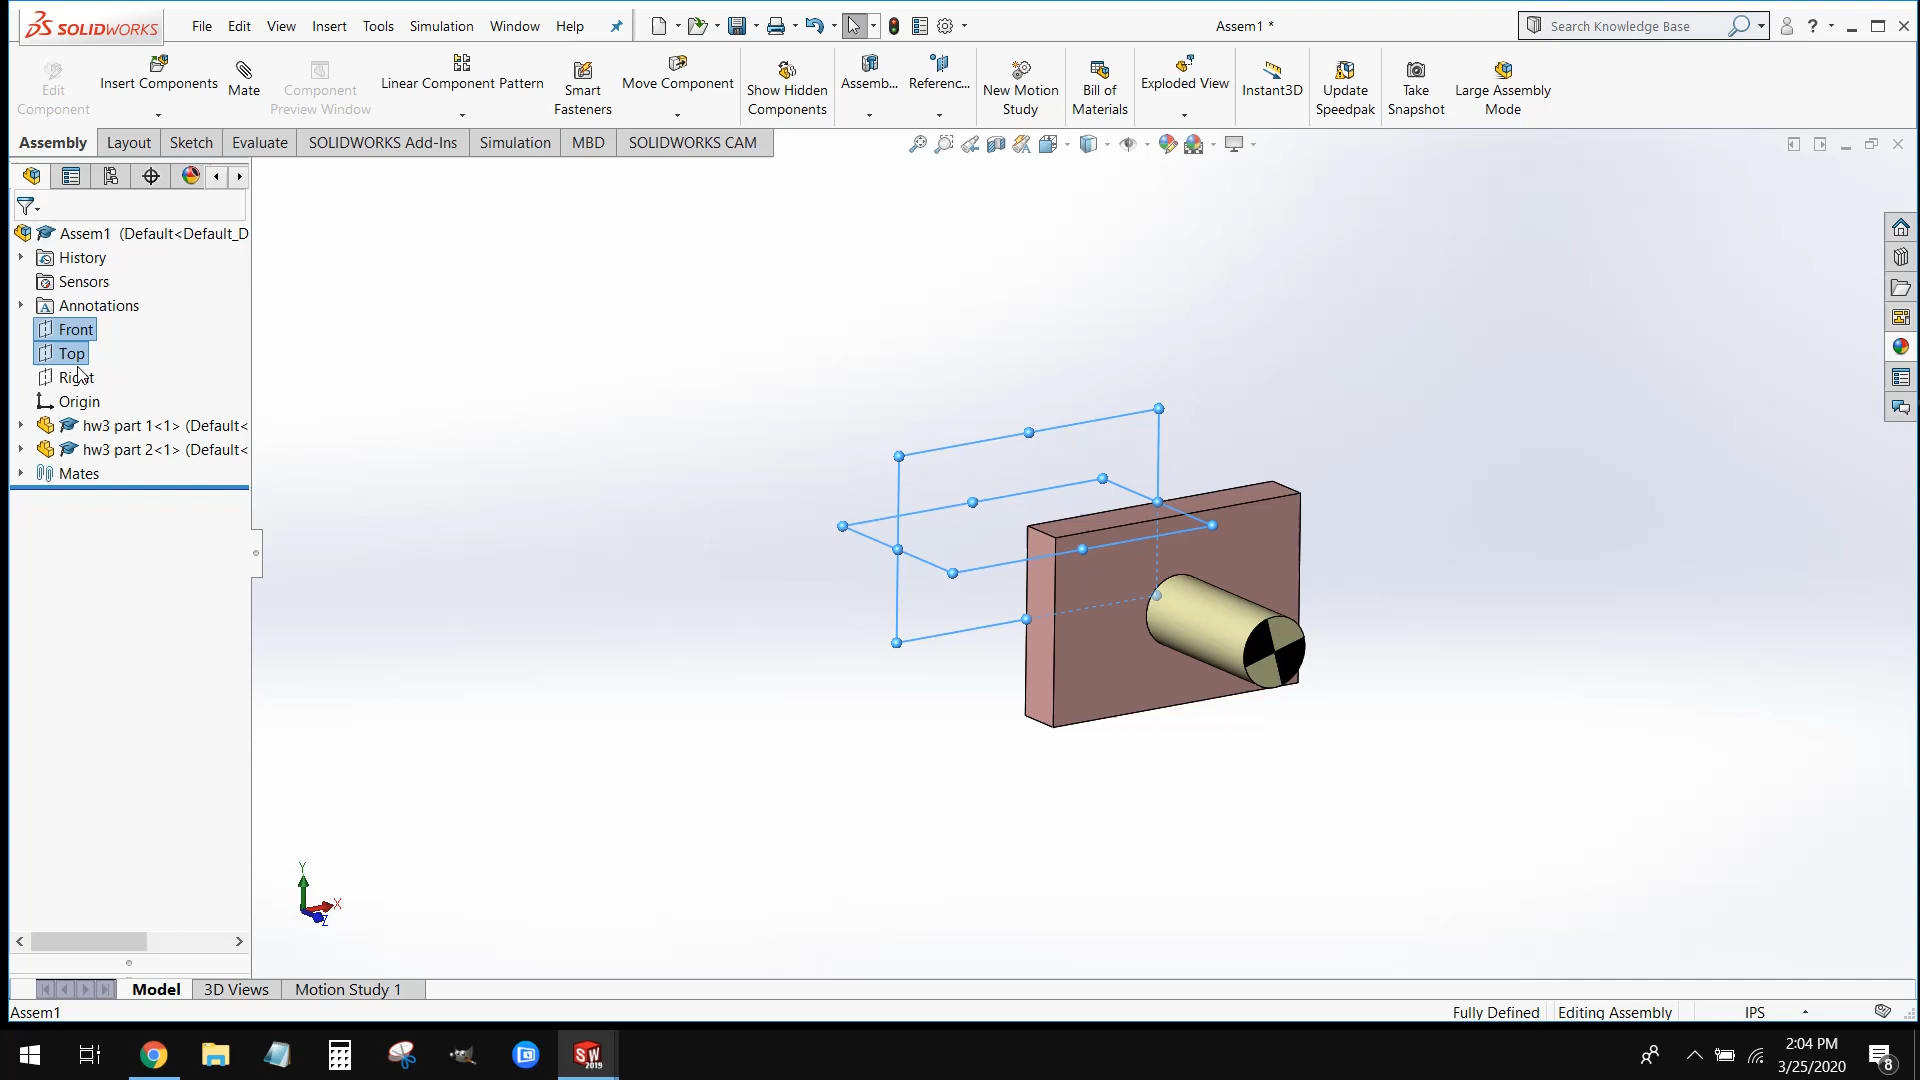 SOLIDWORKS File Edit View Insert Tools Simulation Window Help Assem1 * Search Knowledge Base ?
Edit Component
Insert Components
Mate
Component Preview Window
Linear Component Pattern
Smart Fasteners
Move Component
Show Hidden Components
Assemb...
Referenc...
New Motion Study
Bill of Materials
Exploded View
Instant3D
Update Speedpak
Take Snapshot
Large Assembly Mode
Assembly Layout Sketch Evaluate SOLIDWORKS Add-Ins Simulation MBD SOLIDWORKS CAM
Assem1 (Default<Default_D
History
Sensors
Annotations
Front
Top
Right
Origin
hw3 part 1<1> (Default<
hw3 part 2<1> (Default<
Mates
Y
X
Z
Model 3D Views Motion Study 1
Assem1 Fully Defined Editing Assembly IPS
SW 2019
2:04 PM
3/25/2020
8